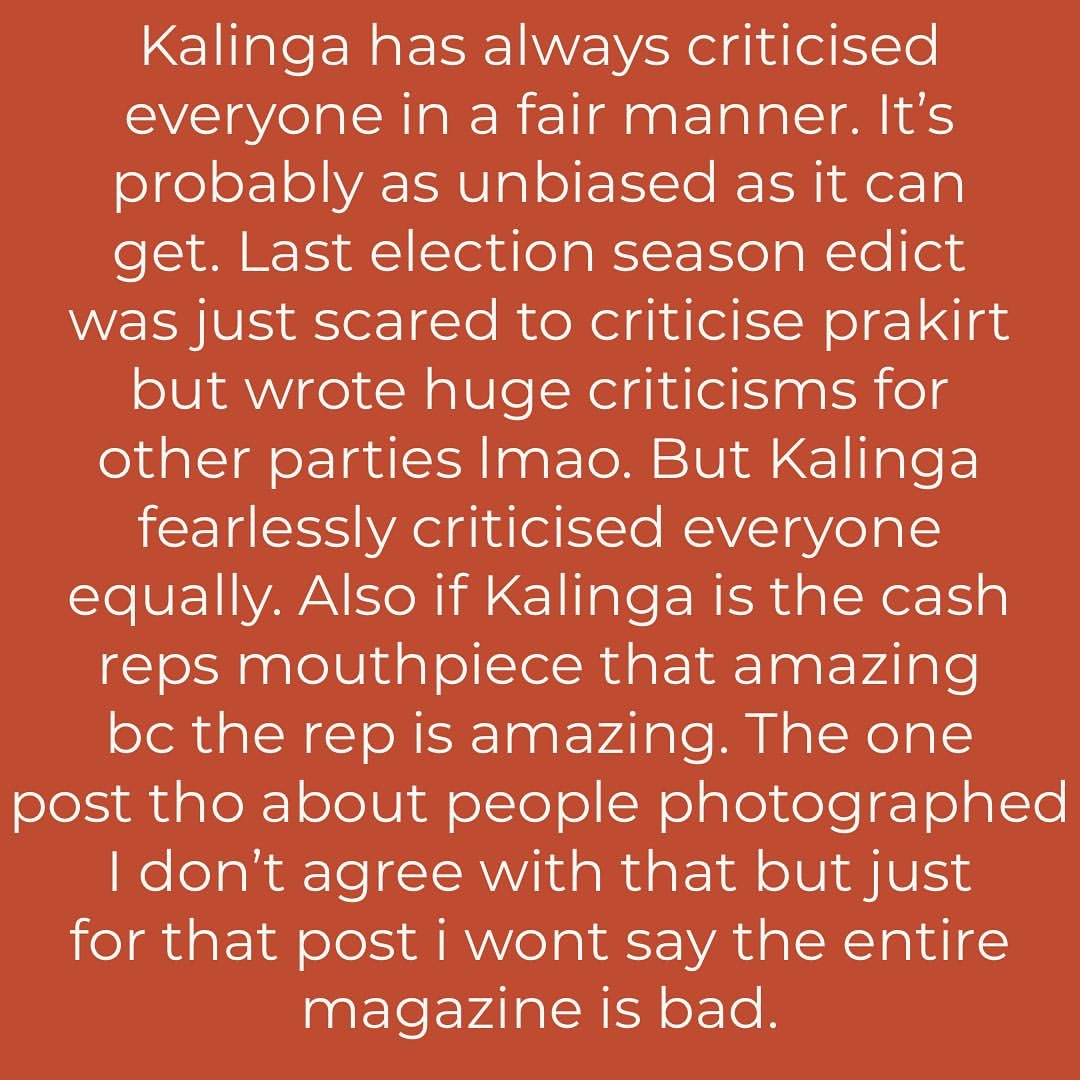 Kalinga has always criticised
everyone in a fair manner. It’s
probably as unbiased as it can
get. Last election season edict
was just scared to criticise prakirt
but wrote huge criticisms for
other parties lmao. But Kalinga
fearlessly criticised everyone
equally. Also if Kalinga is the cash
reps mouthpiece that amazing
bc the rep is amazing. The one
post tho about people photographed
I don’t agree with that but just
for that post i wont say the entire
magazine is bad.